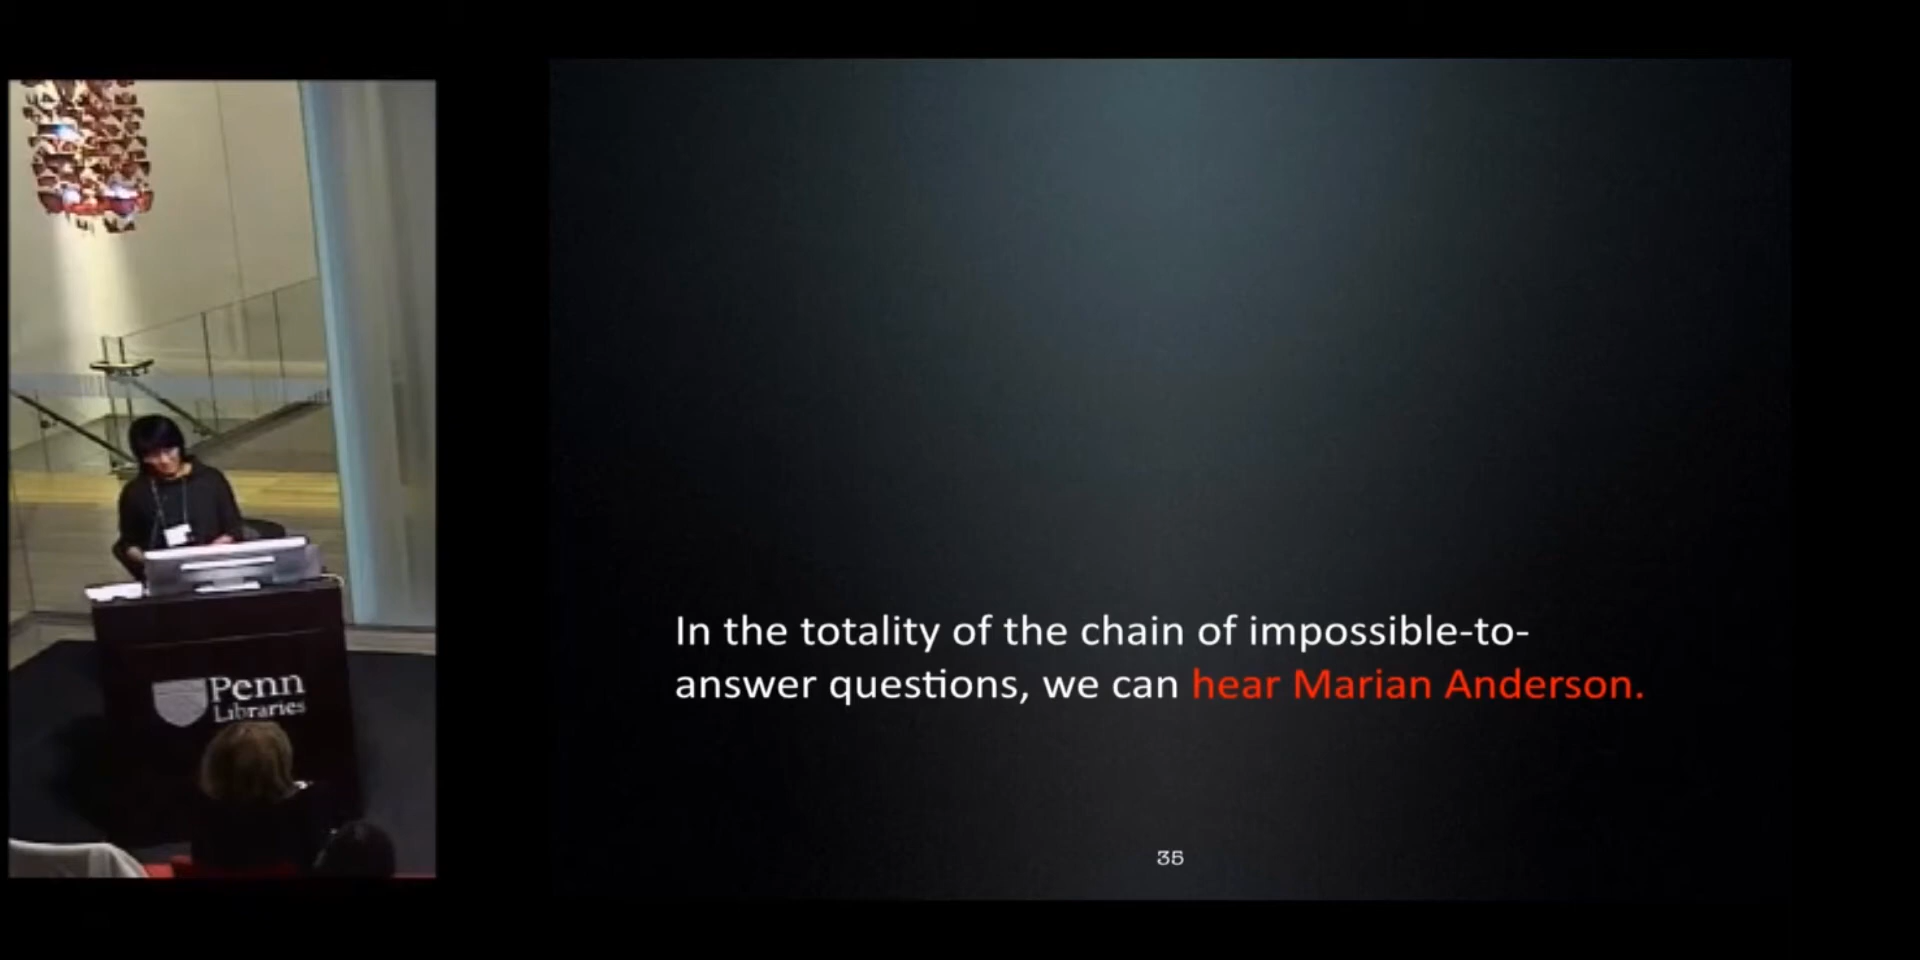 Penn
Libraries
In the totality of the chain of impossible-to-
answer questions, we can hear Marian Anderson.
35